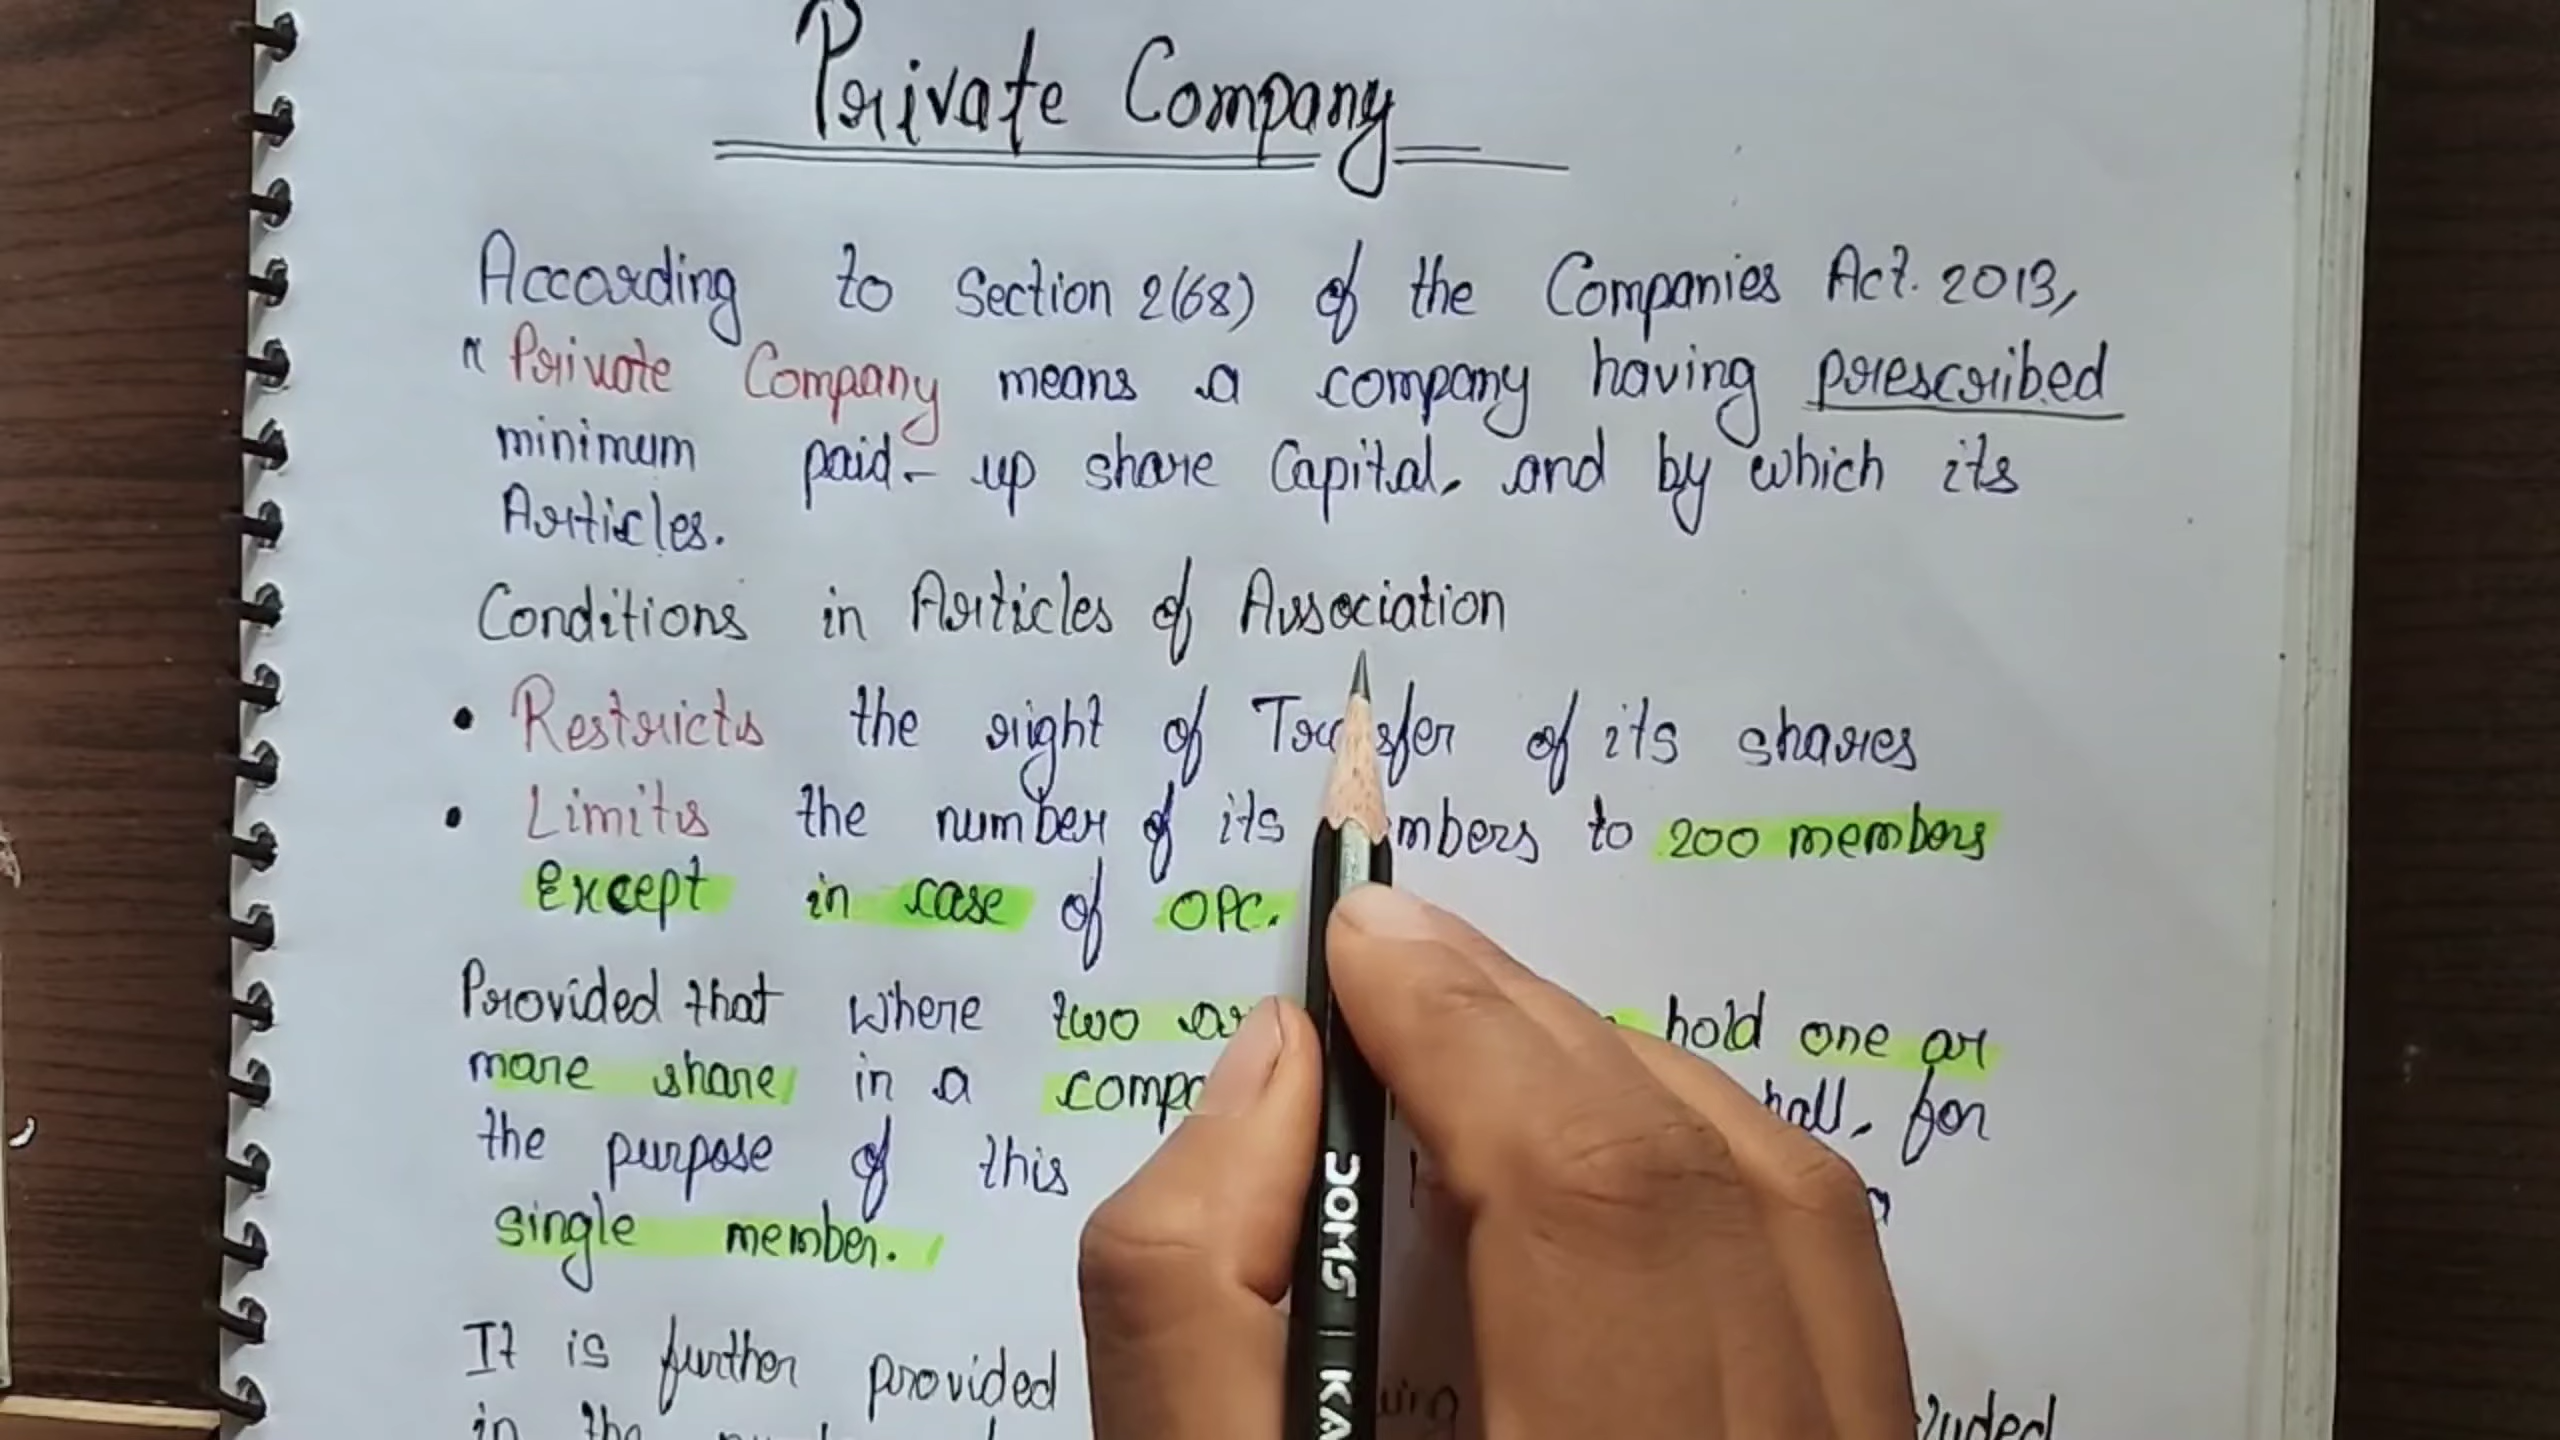 Private Company
According to Section 2(68) of the Companies Act. 2013,
"Private Company means a company having prescribed
minimum paid-up share Capital, and by which its
Articles.
Conditions in Articles of Association
• Restricts the right of of its shares
• Limits the number of its to 200 members
Except in case of OPC.
Provided that where two hold one or
more share in a
the purpose of this for
single member.
It is further provided
in the
DOMS